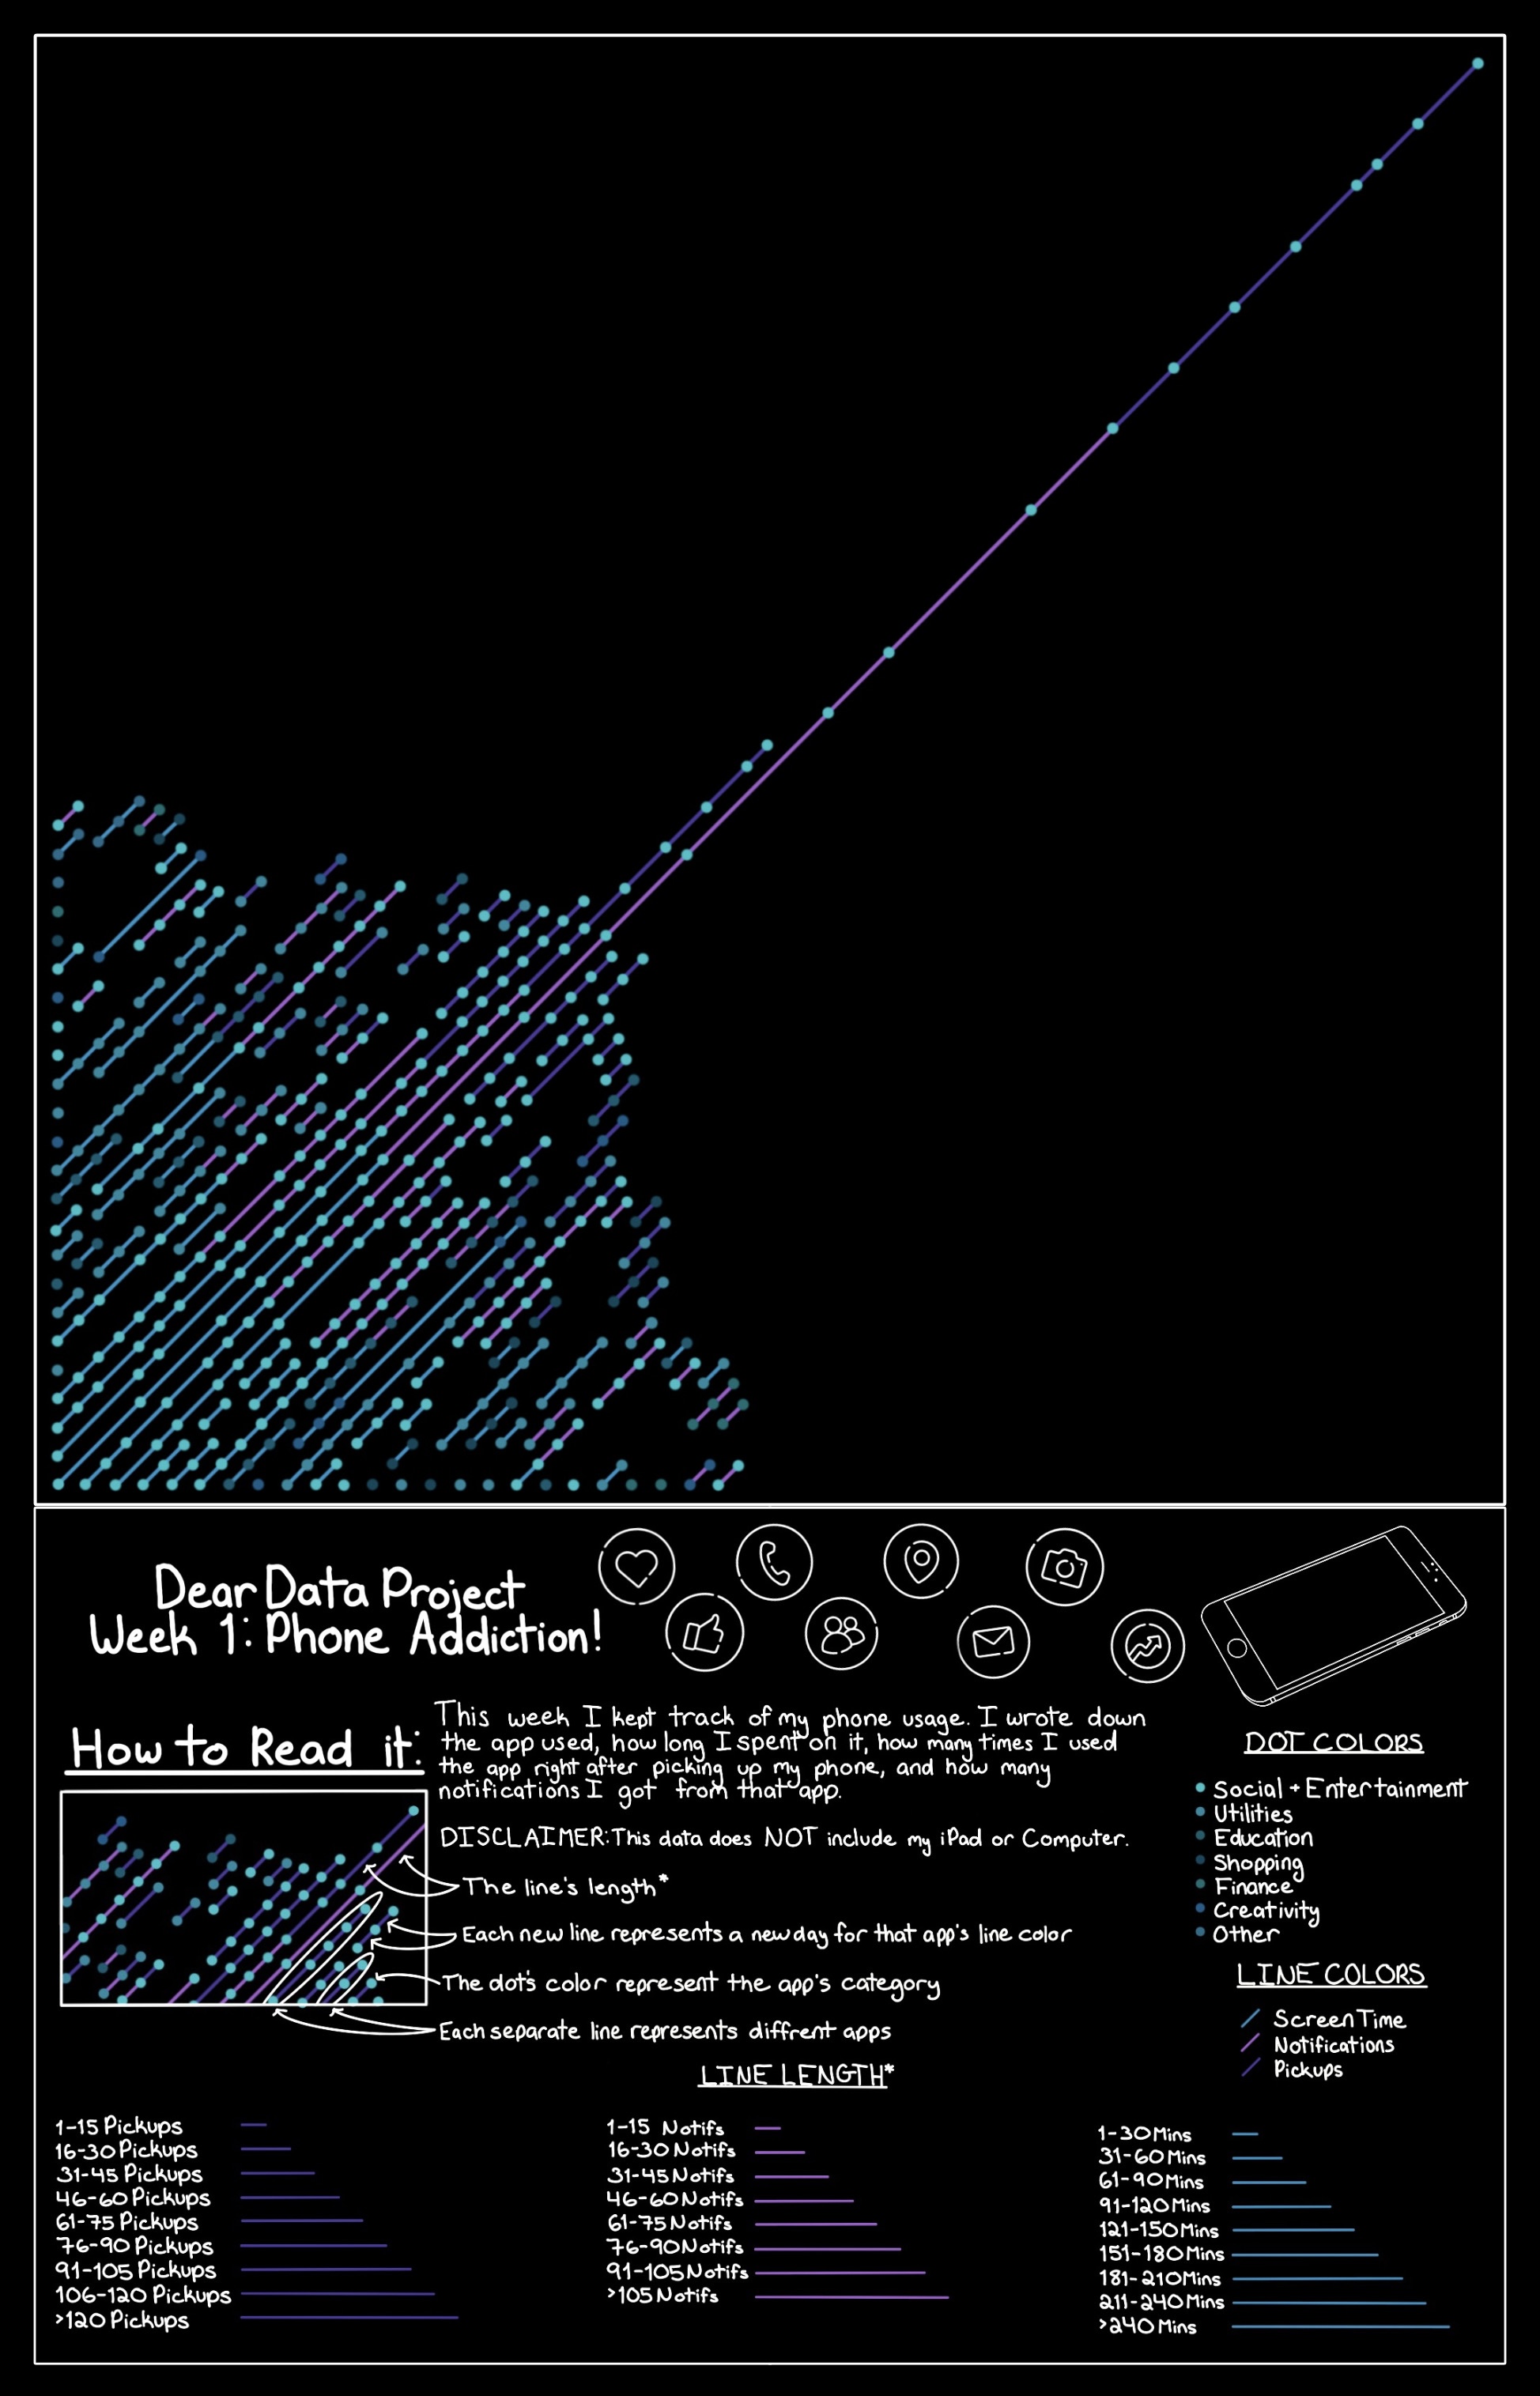 Dear Data Project
Week 1: Phone Addiction!
How to Read it:
This week I kept track of my phone usage. I wrote down
the app used, how long I spent on it, how many times I used
the app right after picking up my phone, and how many
notifications I got from that app.
DISCLAIMER: This data does NOT include my iPad or Computer.
The line's length*
Each new line represents a new day for that app's line color
The dot's color represent the app's category
Each separate line represents diffrent apps
DOT COLORS
Social + Entertainment
Utilities
Education
Shopping
Finance
Creativity
Other
LINE COLORS
Screen Time
Notifications
Pickups
LINE LENGTH*
1-15 Pickups
16-30 Pickups
31-45 Pickups
46-60 Pickups
61-75 Pickups
76-90 Pickups
91-105 Pickups
106-120 Pickups
>120 Pickups
1-15 Notifs
16-30 Notifs
31-45 Notifs
46-60 Notifs
61-75 Notifs
76-90 Notifs
91-105 Notifs
>105 Notifs
1-30 Mins
31-60 Mins
61-90 Mins
91-120 Mins
121-150 Mins
151-180 Mins
181-210 Mins
211-240 Mins
>240 Mins